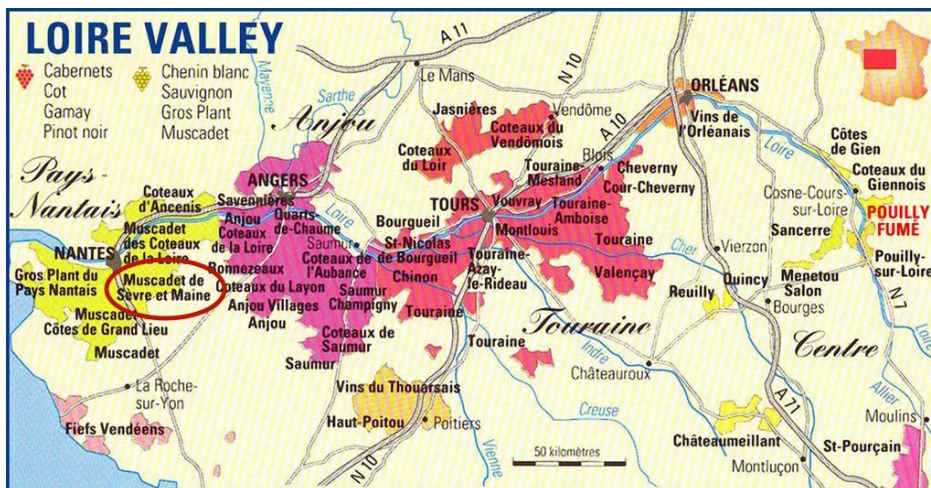 LOIRE VALLEY
Cabernets
Cot
Gamay
Pinot noir
Chenin blanc
Sauvignon
Gros Plant
Muscadet
Mayenne
Sarthe
A 11
Le Mans
N 10
Anjou
Jasnières
Vendôme
Coteaux du
Vendômois
Coteaux
du Loir
A 10
Blois
ORLÉANS
Vins de
l'Orléanais
Loire
Côtes
de Gien
Coteaux du
Giennois
Cosne-Cours-
sur-Loire
POUILLY
FUMÉ
Sancerre
Pouilly-
sur-Loire
Pays-
Nantais
Coteaux
d'Ancenis
ANGERS
Savennières
Muscadet
des Coteaux
de la Loire
Anjou
Coteaux
de la Loire
Quarts-
de-Chaume
Loire
Saumur
Bourgueil
St-Nicolas
de Bourgueil
TOURS
Vouvray
Montlouis
Touraine-
Mesland
Cheverny
Cour-Cheverny
Touraine-
Amboise
Touraine
Cher
Valençay
Vierzon
NANTES
Gros Plant du
Pays Nantais
Muscadet de
Sèvre et Maine
Muscadet
Côtes de Grand Lieu
Muscadet
Bonnezeaux
Coteaux du Layon
Anjou Villages
Anjou
Coteaux de
l'Aubance
Saumur
Champigny
Coteaux de
Saumur
Saumur
Chinon
Touraine
Touraine-
Azay-
le-Rideau
Touraine
Touraine
Reuilly
Quincy
Menetou
Salon
Bourges
N 7
Loire
Centre
Indre
Châteauroux
Allier
Moulins
La Roche-
sur-Yon
Fiefs Vendéens
Vins du Thouarsais
Haut-Poitou
Poitiers
N 10
Vienne
Creuse
50 kilomètres
A 71
Châteaumeillant
Montluçon
St-Pourçain